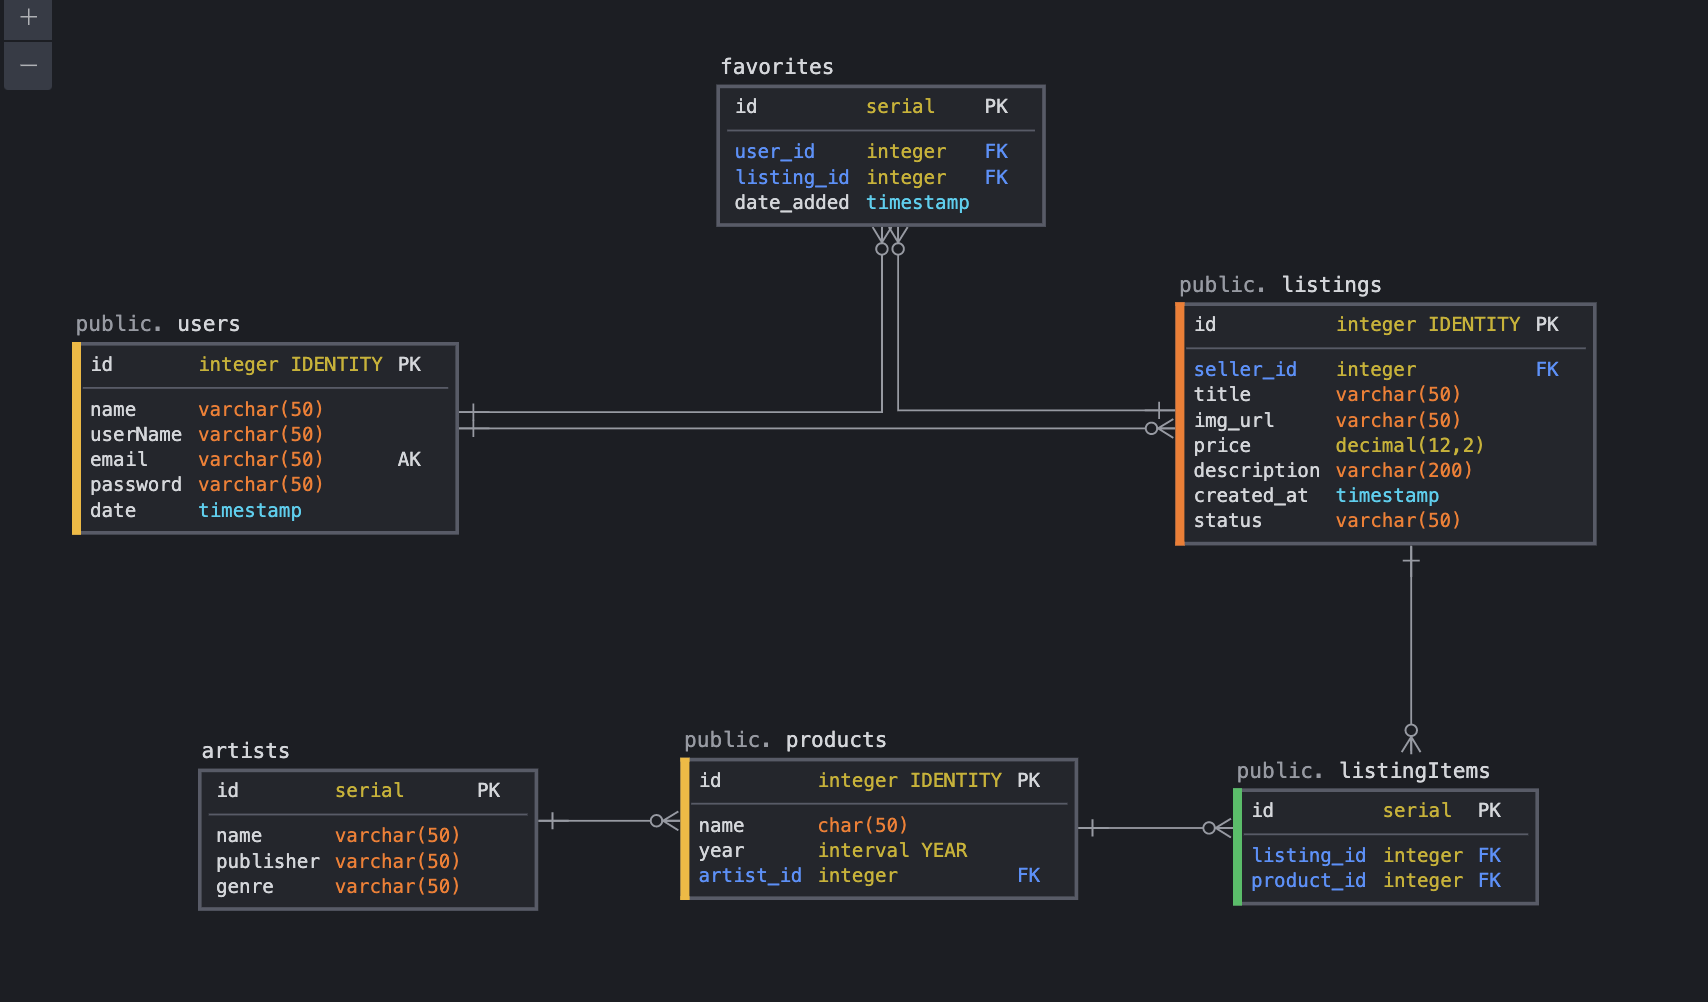 +
−
favorites
id serial PK
user_id integer FK
listing_id integer FK
date_added timestamp
public. listings
id integer IDENTITY PK
seller_id integer FK
title varchar(50)
img_url varchar(50)
price decimal(12,2)
description varchar(200)
created_at timestamp
status varchar(50)
public. users
id integer IDENTITY PK
name varchar(50)
userName varchar(50)
email varchar(50) AK
password varchar(50)
date timestamp
artists
id serial PK
name varchar(50)
publisher varchar(50)
genre varchar(50)
public. products
id integer IDENTITY PK
name char(50)
year interval YEAR
artist_id integer FK
public. listingItems
id serial PK
listing_id integer FK
product_id integer FK